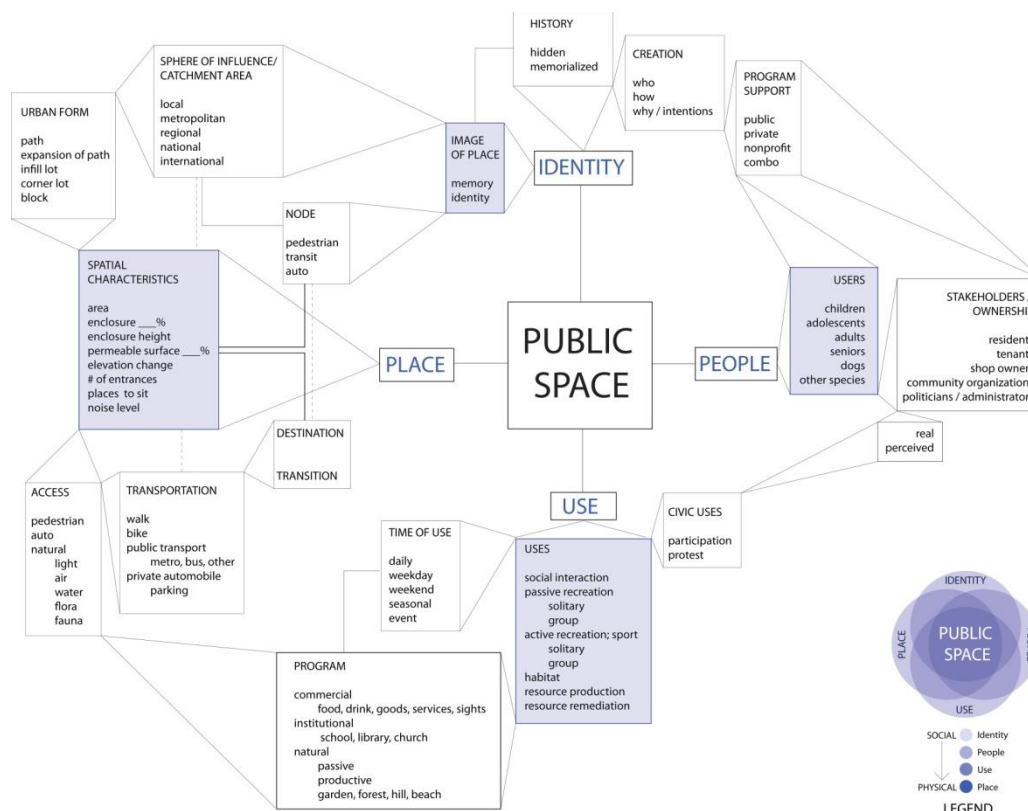 HISTORY
hidden
memorialized
CREATION
who
how
why / intentions
PROGRAM
SUPPORT
public
private
nonprofit
combo
SPHERE OF INFLUENCE/
CATCHMENT AREA
local
metropolitan
regional
national
international
URBAN FORM
path
expansion of path
infill lot
corner lot
block
IMAGE
OF PLACE
memory
identity
IDENTITY
NODE
pedestrian
transit
auto
SPATIAL
CHARACTERISTICS
area
enclosure ___%
enclosure height
permeable surface ___%
elevation change
# of entrances
places to sit
noise level
PLACE
PUBLIC
SPACE
PEOPLE
USERS
children
adolescents
adults
seniors
dogs
other species
STAKEHOLDERS /
OWNERSHI
resident
tenant
shop owner
community organization
politicians / administrator
real
perceived
DESTINATION
TRANSITION
ACCESS
pedestrian
auto
natural
light
air
water
flora
fauna
TRANSPORTATION
walk
bike
public transport
metro, bus, other
private automobile
parking
USE
TIME OF USE
daily
weekday
weekend
seasonal
event
USES
social interaction
passive recreation
solitary
group
active recreation; sport
solitary
group
habitat
resource production
resource remediation
CIVIC USES
participation
protest
PROGRAM
commercial
food, drink, goods, services, sights
institutional
school, library, church
natural
passive
productive
garden, forest, hill, beach
IDENTITY
PLACE
PUBLIC
SPACE
USE
SOCIAL
Identity
People
Use
PHYSICAL
Place
LEGEND